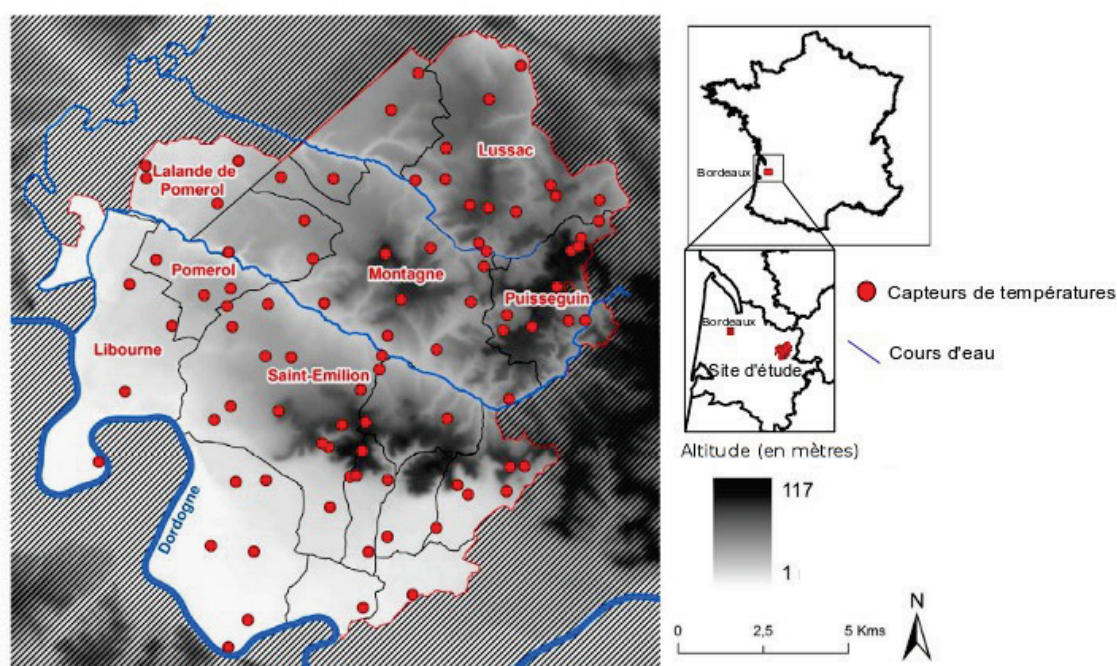 Lussac
Lalande de
Pomerol
Pomerol
Montagne
Puisseguin
Libourne
Saint-Emilion
Dordogne
Bordeaux
Bordeaux
Site d'étude
Capteurs de températures
Cours d'eau
Altitude (en mètres)
117
1
N
0 2,5 5 Kms